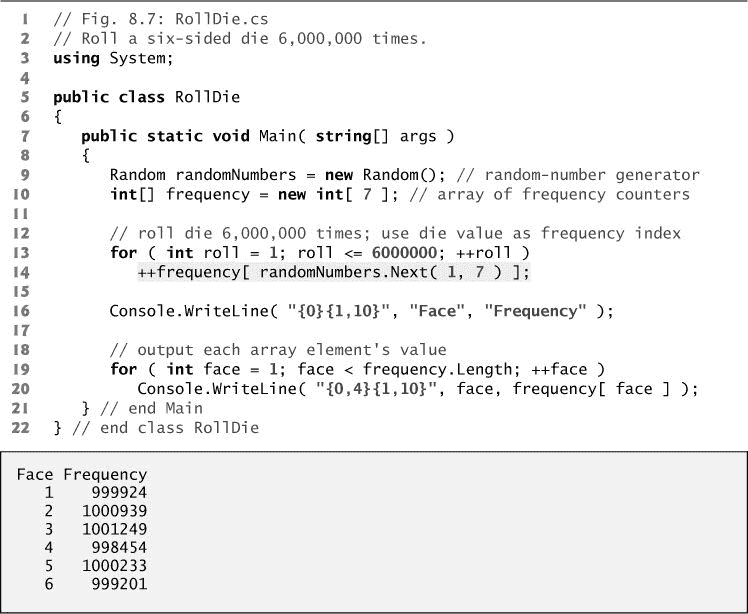 1 // Fig. 8.7: RollDie.cs
2 // Roll a six-sided die 6,000,000 times.
3 using System;
4
5 public class RollDie
6 {
7 public static void Main( string[] args )
8 {
9 Random randomNumbers = new Random(); // random-number generator
10 int[] frequency = new int[ 7 ]; // array of frequency counters
11
12 // roll die 6,000,000 times; use die value as frequency index
13 for ( int roll = 1; roll <= 6000000; ++roll )
14 ++frequency[ randomNumbers.Next( 1, 7 ) ];
15
16 Console.WriteLine( "{0}{1,10}", "Face", "Frequency" );
17
18 // output each array element's value
19 for ( int face = 1; face < frequency.Length; ++face )
20 Console.WriteLine( "{0,4}{1,10}", face, frequency[ face ] );
21 } // end Main
22 } // end class RollDie
Face Frequency
1 999924
2 1000939
3 1001249
4 998454
5 1000233
6 999201